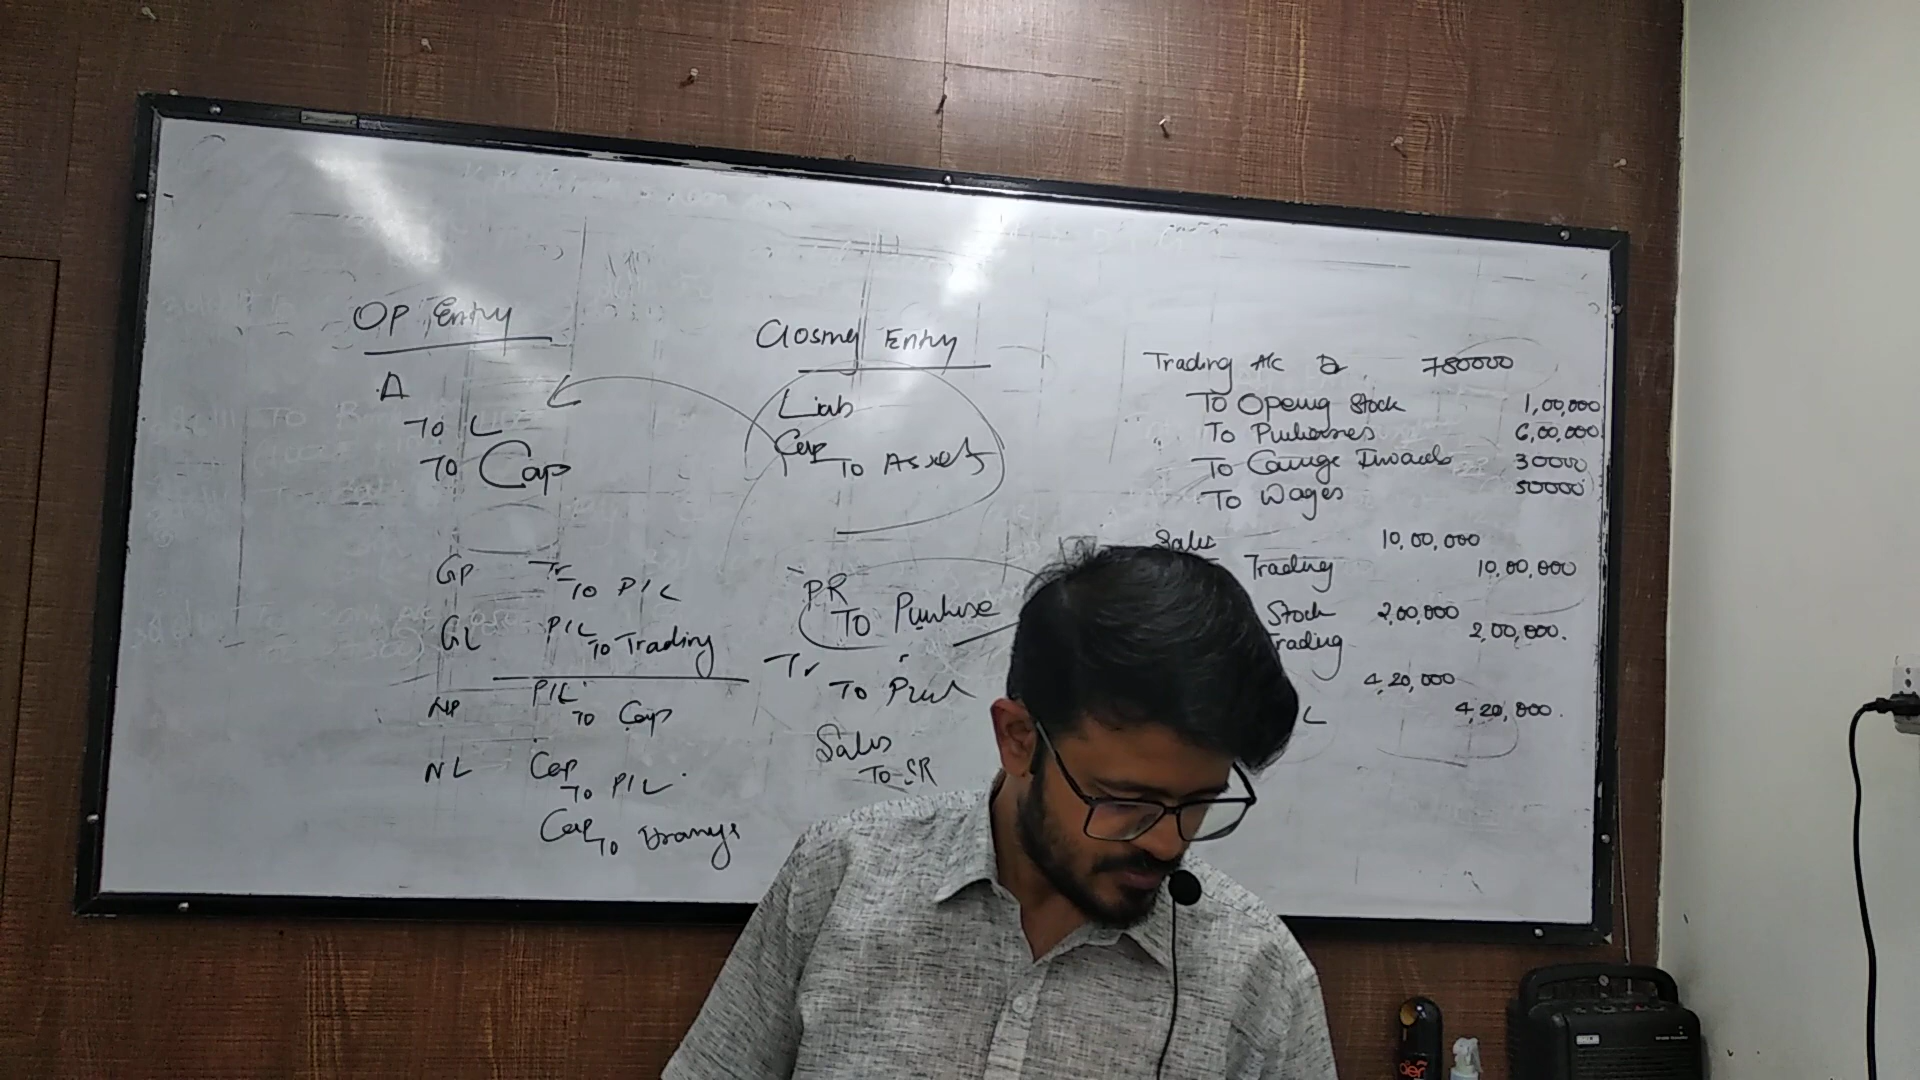 OP Entry
A
To L
To Cap
GP Tr
To P/L
GL P/L
To Trading
NP P/L
To Cap
NL Cap
To P/L
Cap
To Drawings
Closing Entry
Liab
Cap
To Assets
PR
To Purchase
Tr
To Pur
Sales
To SR
Trading A/c Dr. 780000
To Opening Stock 1,00,000
To Purchases 6,00,000
To Carriage Inwards 30000
To Wages 50000
Sales 10,00,000
Trading 10,00,000
Stock 2,00,000
Trading 2,00,000.
4,20,000
L 4,20,000.